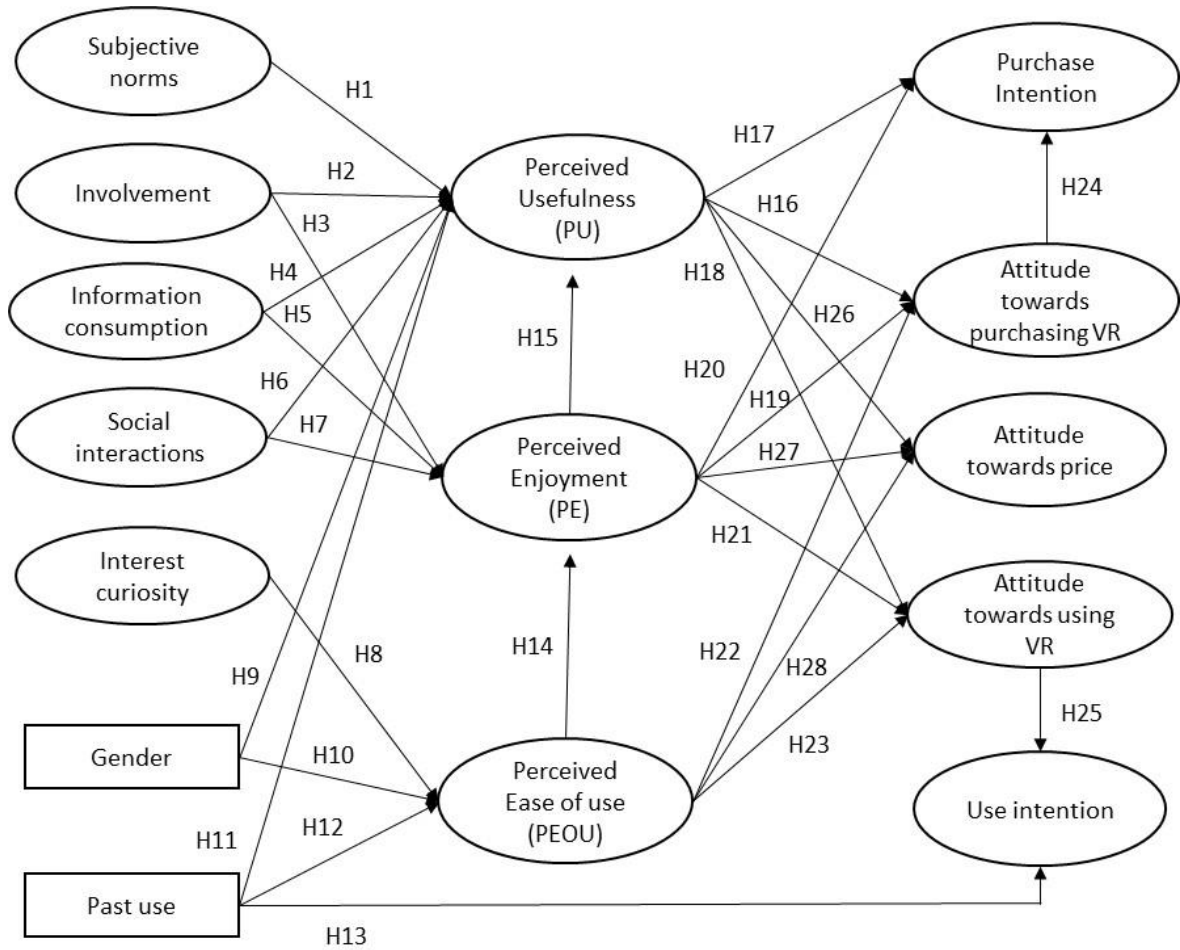 Subjective
norms
Involvement
Information
consumption
Social
interactions
Interest
curiosity
Gender
Past use
H1
H2
H3
H4
H5
H6
H7
H8
H9
H10
H11
H12
H13
Perceived
Usefulness
(PU)
H15
Perceived
Enjoyment
(PE)
H14
Perceived
Ease of use
(PEOU)
H17
H16
H18
H26
H20
H19
H27
H21
H22
H28
H23
Purchase
Intention
H24
Attitude
towards
purchasing VR
Attitude
towards price
Attitude
towards using
VR
H25
Use intention